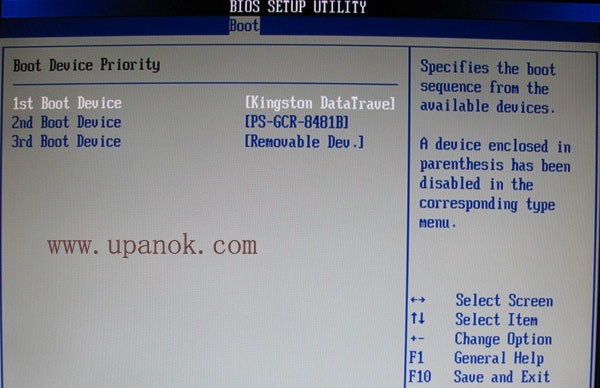 BIOS SETUP UTILITY
Boot
Boot Device Priority
1st Boot Device [Kingston DataTrave]
2nd Boot Device [PS-GCR-8481B]
3rd Boot Device [Removable Dev.]
www.upanok.com
Specifies the boot
sequence from the
available devices.
A device enclosed in
parenthesis has been
disabled in the
corresponding type
menu.
↔ Select Screen
↑↓ Select Item
+- Change Option
F1 General Help
F10 Save and Exit